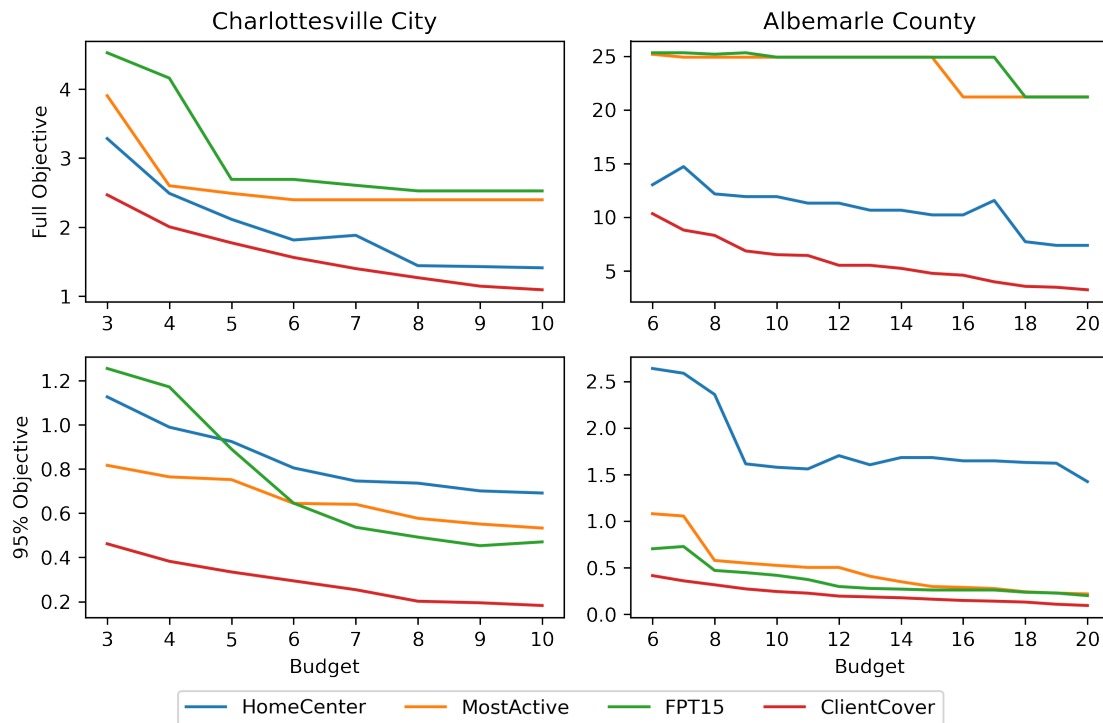 Charlottesville City
Albemarle County
Full Objective
4
3
2
1
3 4 5 6 7 8 9 10
25
20
15
10
5
6 8 10 12 14 16 18 20
95% Objective
1.2
1.0
0.8
0.6
0.4
0.2
3 4 5 6 7 8 9 10
Budget
2.5
2.0
1.5
1.0
0.5
0.0
6 8 10 12 14 16 18 20
Budget
HomeCenter MostActive FPT15 ClientCover